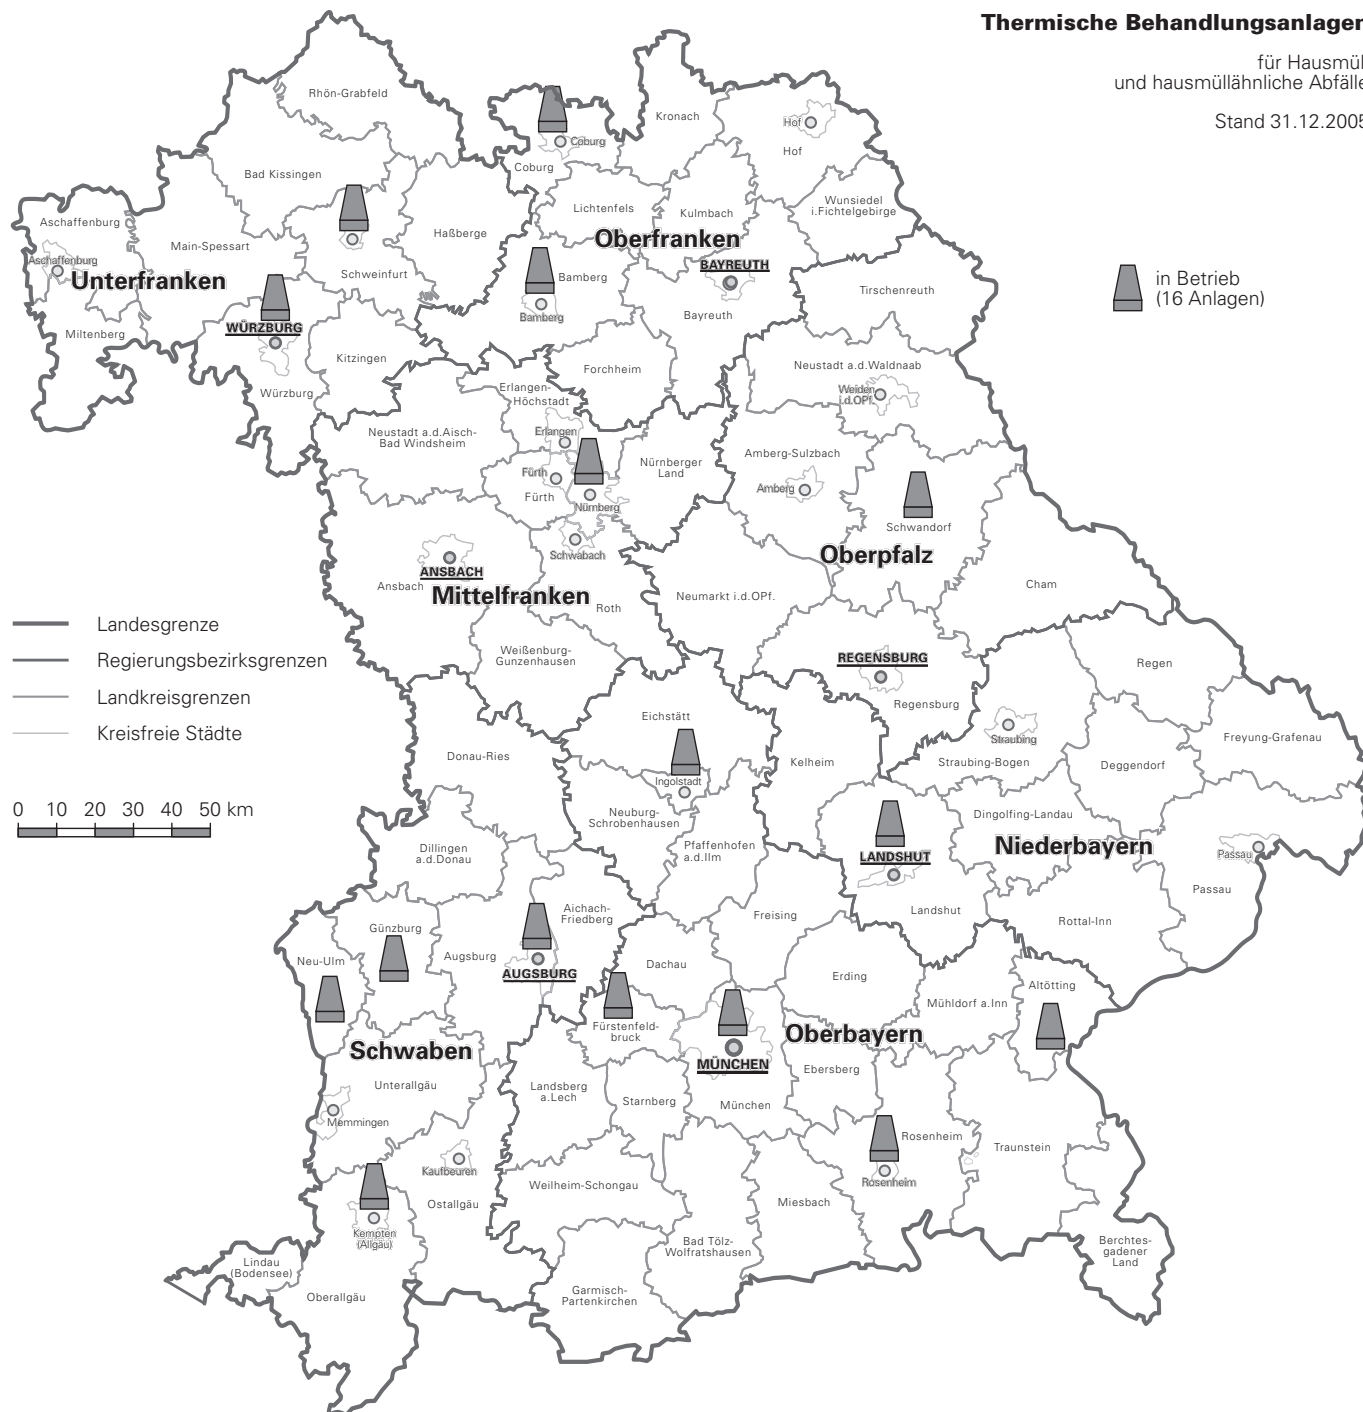 Thermische Behandlungsanlagen
für Hausmüll
und hausmüllähnliche Abfälle
Stand 31.12.2005
in Betrieb
(16 Anlagen)
Rhön-Grabfeld
Kronach
Hof
Hof
Coburg
Coburg
Bad Kissingen
Lichtenfels
Kulmbach
Wunsiedel
i.Fichtelgebirge
Aschaffenburg
Main-Spessart
Haßberge
Oberfranken
Aschaffenburg
Unterfranken
Schweinfurt
Bamberg
BAYREUTH
Tirschenreuth
Bamberg
Bayreuth
Miltenberg
WÜRZBURG
Kitzingen
Würzburg
Forchheim
Neustadt a.d.Waldnaab
Weiden
i.d.OPf.
Erlangen-
Höchstadt
Neustadt a.d.Aisch-
Bad Windsheim
Erlangen
Nürnberger
Land
Amberg-Sulzbach
Fürth
Fürth
Nürnberg
Amberg
Schwandorf
Schwabach
Oberpfalz
ANSBACH
Ansbach
Mittelfranken
Roth
Neumarkt i.d.OPf.
Cham
Landesgrenze
Regierungsbezirksgrenzen
Landkreisgrenzen
Kreisfreie Städte
Weißenburg-
Gunzenhausen
REGENSBURG
Regen
Regensburg
Eichstätt
Straubing
Straubing-Bogen
Freyung-Grafenau
Donau-Ries
Kelheim
Deggendorf
Ingolstadt
0 10 20 30 40 50 km
Neuburg-
Schrobenhausen
Dingolfing-Landau
Niederbayern
Dillingen
a.d.Donau
Pfaffenhofen
a.d.Ilm
LANDSHUT
Passau
Passau
Aichach-
Friedberg
Freising
Landshut
Rottal-Inn
Günzburg
Neu-Ulm
Augsburg
AUGSBURG
Dachau
Erding
Mühldorf a.Inn
Altötting
Fürstenfeld-
bruck
Oberbayern
Schwaben
MÜNCHEN
Ebersberg
Unterallgäu
Landsberg
a.Lech
Starnberg
München
Memmingen
Rosenheim
Traunstein
Kaufbeuren
Rosenheim
Weilheim-Schongau
Miesbach
Ostallgäu
Kempten
(Allgäu)
Bad Tölz-
Wolfratshausen
Berchtes-
gadener
Land
Lindau
(Bodensee)
Oberallgäu
Garmisch-
Partenkirchen